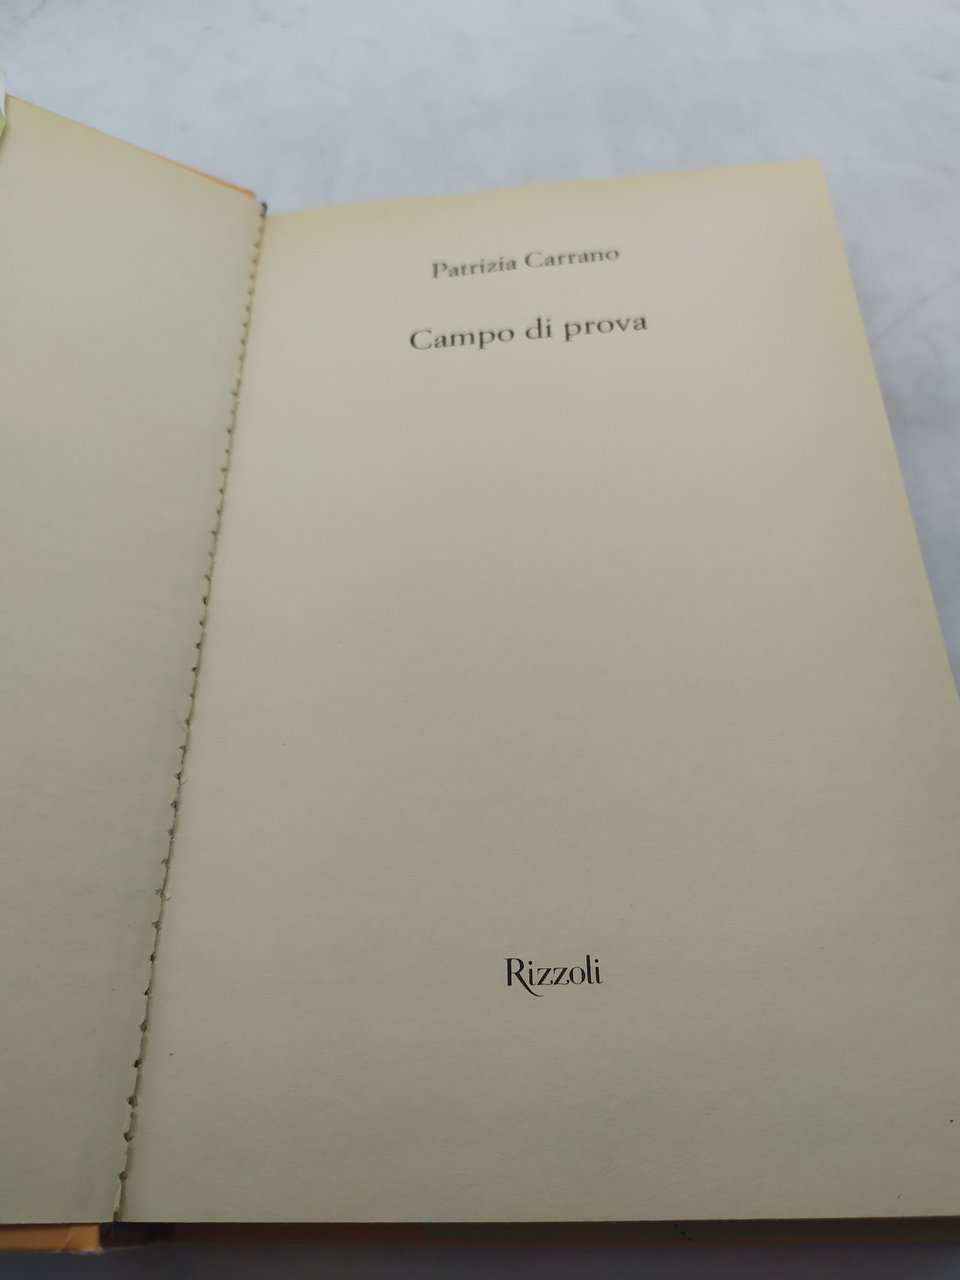 Patrizia Carrano
Campo di prova
Rizzoli